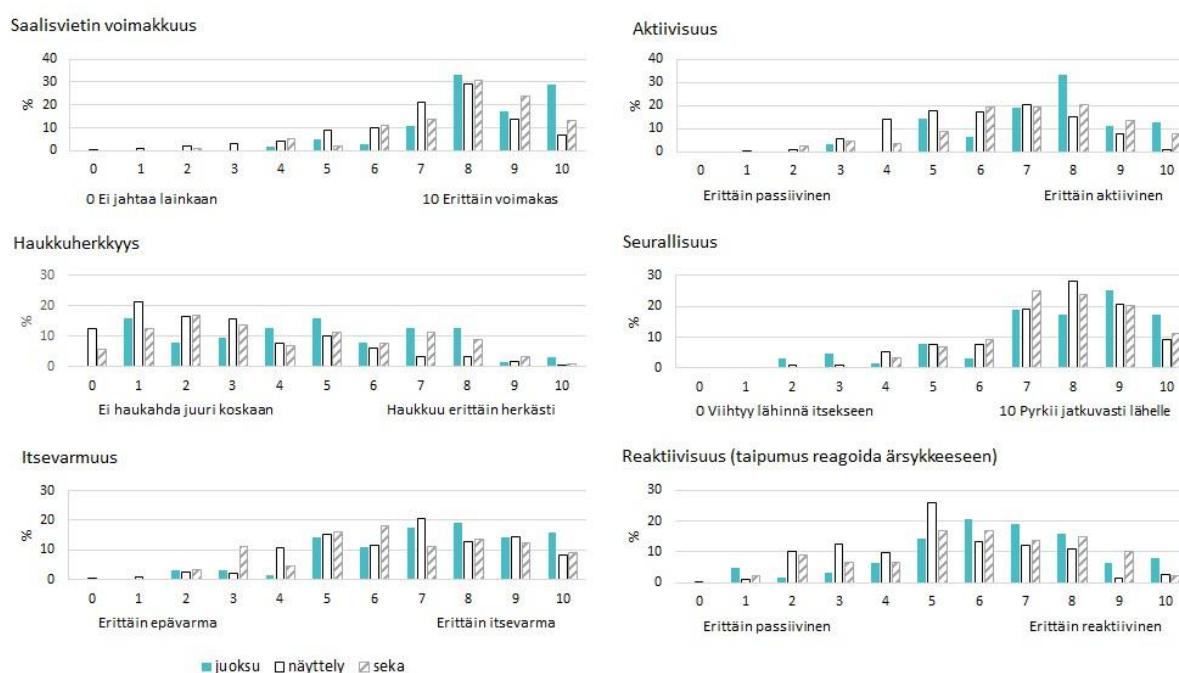 Saalisvietin voimakkuus
40
30
20
10
0
%
0 1 2 3 4 5 6 7 8 9 10
0 Ei jahtaa lainkaan 10 Erittäin voimakas
Aktiivisuus
40
30
20
10
0
%
0 1 2 3 4 5 6 7 8 9 10
Erittäin passiivinen Erittäin aktiivinen
Haukkuherkkyys
30
20
10
0
%
0 1 2 3 4 5 6 7 8 9 10
Ei haukahda juuri koskaan Haukkuu erittäin herkästi
Seurallisuus
30
20
10
0
%
0 1 2 3 4 5 6 7 8 9 10
0 Viihtyy lähinnä itsekseen 10 Pyrkii jatkuvasti lähelle
Itsevarmuus
30
20
10
0
%
0 1 2 3 4 5 6 7 8 9 10
Erittäin epävarma Erittäin itsevarma
Reaktiivisuus (taipumus reagoida ärsykkeeseen)
30
20
10
0
%
0 1 2 3 4 5 6 7 8 9 10
Erittäin passiivinen Erittäin reaktiivinen
juoksu näyttely seka